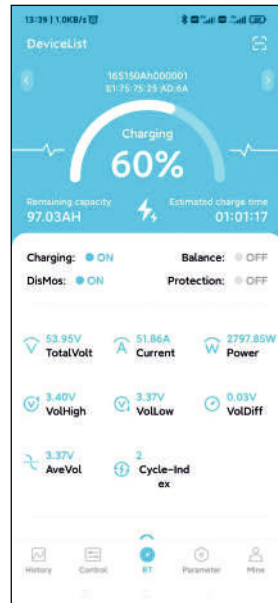 13:39 | 1.0KB/s
DeviceList
16S150Ah000001
E1:75:75:25:AD:6A
Charging
60%
Remaining capacity
Estimated charge time
97.03AH
01:01:17
Charging: ON
Balance: OFF
DisMos: ON
Protection: OFF
53.95V
TotalVolt
51.86A
Current
2797.85W
Power
3.40V
VolHigh
3.37V
VolLow
0.03V
VolDiff
3.37V
AveVol
2
Cycle-Ind
ex
History
Control
RT
Parameter
Mine